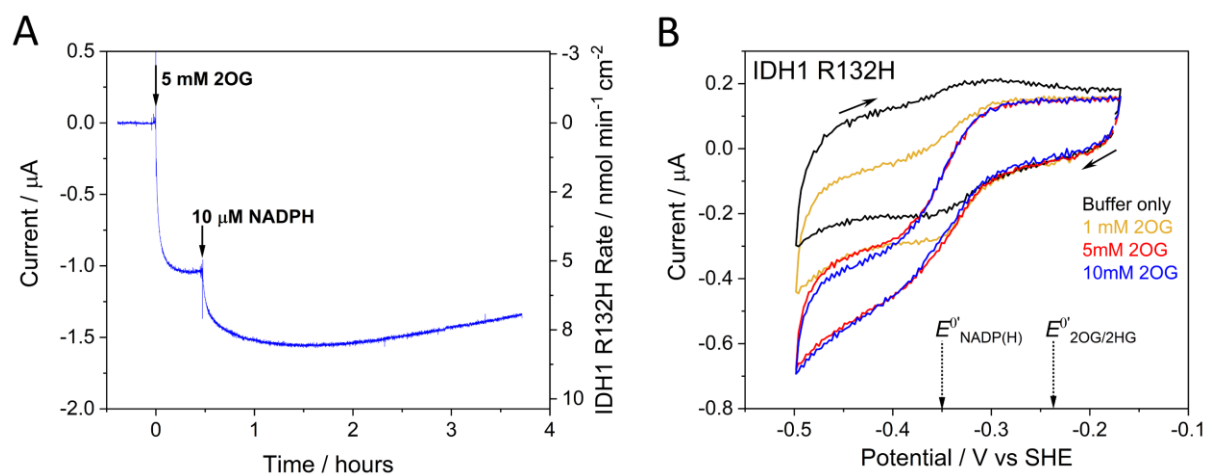 A
5 mM 2OG
10 μM NADPH
Current / μA
0.5
0.0
-0.5
-1.0
-1.5
-2.0
0
1
2
3
4
Time / hours
-3
0
2
4
6
8
10
IDH1 R132H Rate / nmol min⁻¹ cm⁻²
B
IDH1 R132H
Current / μA
0.4
0.2
0.0
-0.2
-0.4
-0.6
-0.8
Buffer only
1 mM 2OG
5mM 2OG
10mM 2OG
E⁰'NADP(H)
E⁰'2OG/2HG
-0.5
-0.4
-0.3
-0.2
-0.1
Potential / V vs SHE